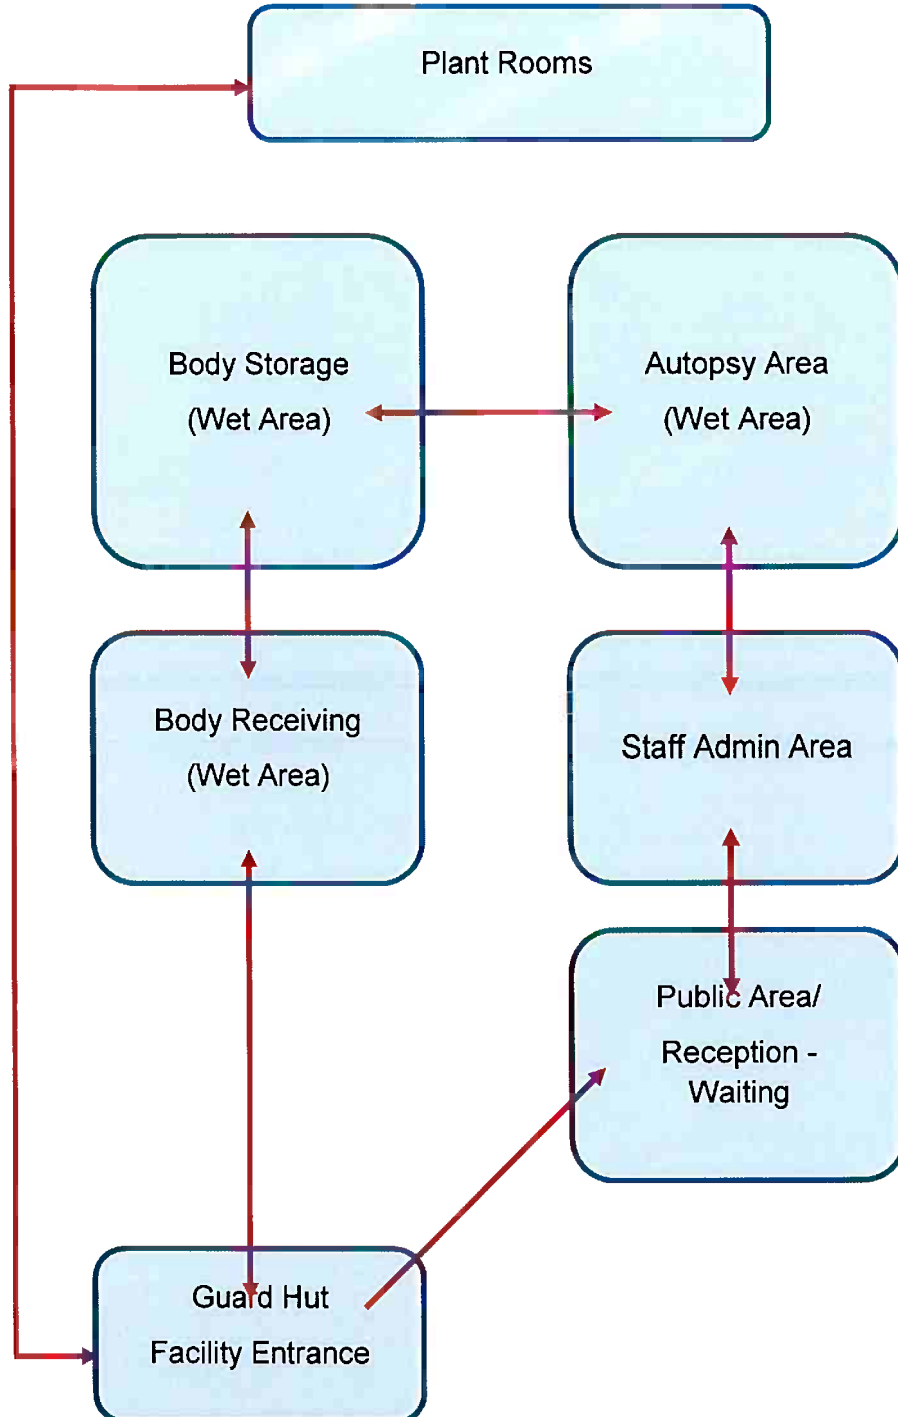 Plant Rooms
Body Storage
(Wet Area)
Autopsy Area
(Wet Area)
Body Receiving
(Wet Area)
Staff Admin Area
Public Area/
Reception -
Waiting
Guard Hut
Facility Entrance